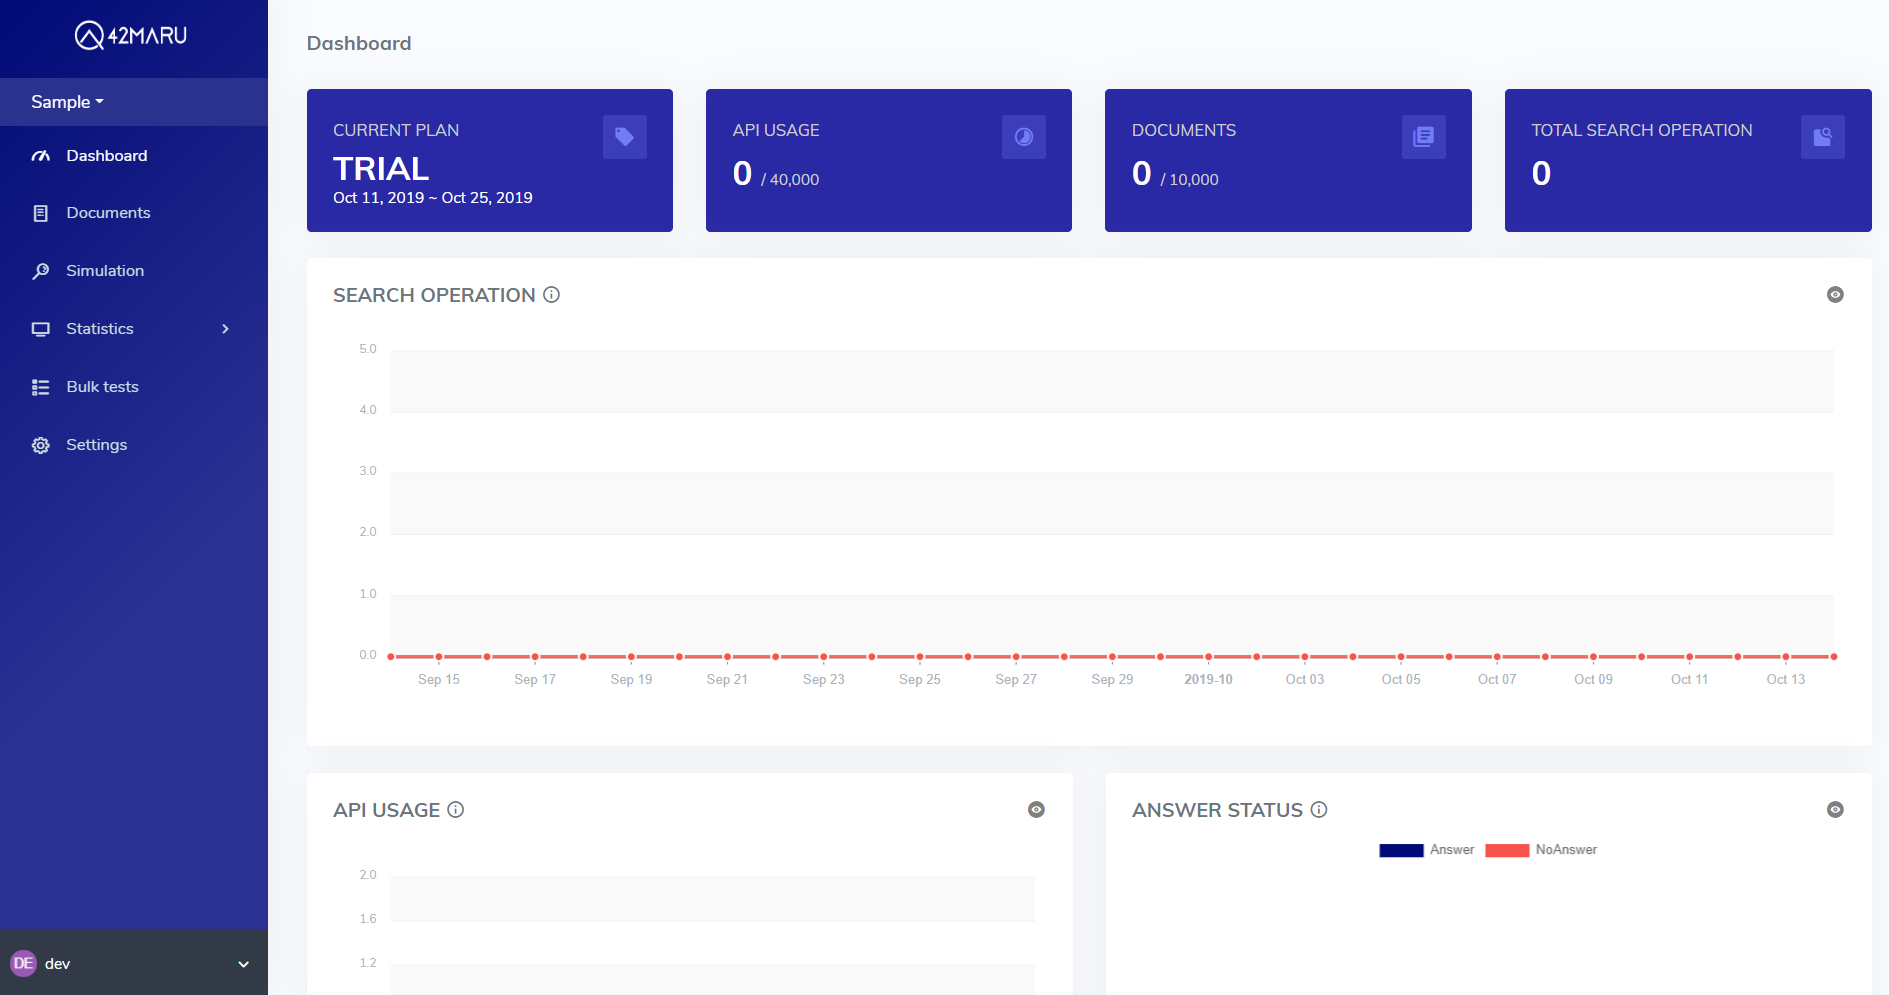 42MARU
Sample
Dashboard
Documents
Simulation
Statistics
Bulk tests
Settings
DE dev
Dashboard
CURRENT PLAN
TRIAL
Oct 11, 2019 ~ Oct 25, 2019
API USAGE
0 / 40,000
DOCUMENTS
0 / 10,000
TOTAL SEARCH OPERATION
0
SEARCH OPERATION
5.0
4.0
3.0
2.0
1.0
0.0
Sep 15 Sep 17 Sep 19 Sep 21 Sep 23 Sep 25 Sep 27 Sep 29 2019-10 Oct 03 Oct 05 Oct 07 Oct 09 Oct 11 Oct 13
API USAGE
2.0
1.6
1.2
ANSWER STATUS
Answer NoAnswer